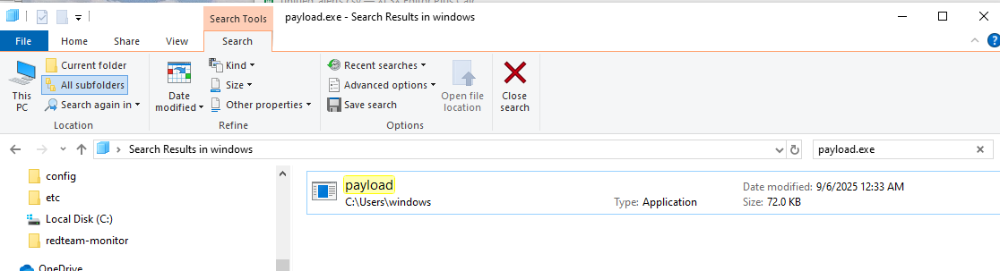 payload.exe - Search Results in windows
Search Tools
File Home Share View Search
This PC
Current folder
All subfolders
Search again in
Location
Date modified
Kind
Size
Other properties
Refine
Recent searches
Advanced options
Save search
Open file location
Options
Close search
Search Results in windows
payload.exe
config
etc
Local Disk (C:)
redteam-monitor
OneDrive
payload
C:\Users\windows
Type: Application
Date modified: 9/6/2025 12:33 AM
Size: 72.0 KB